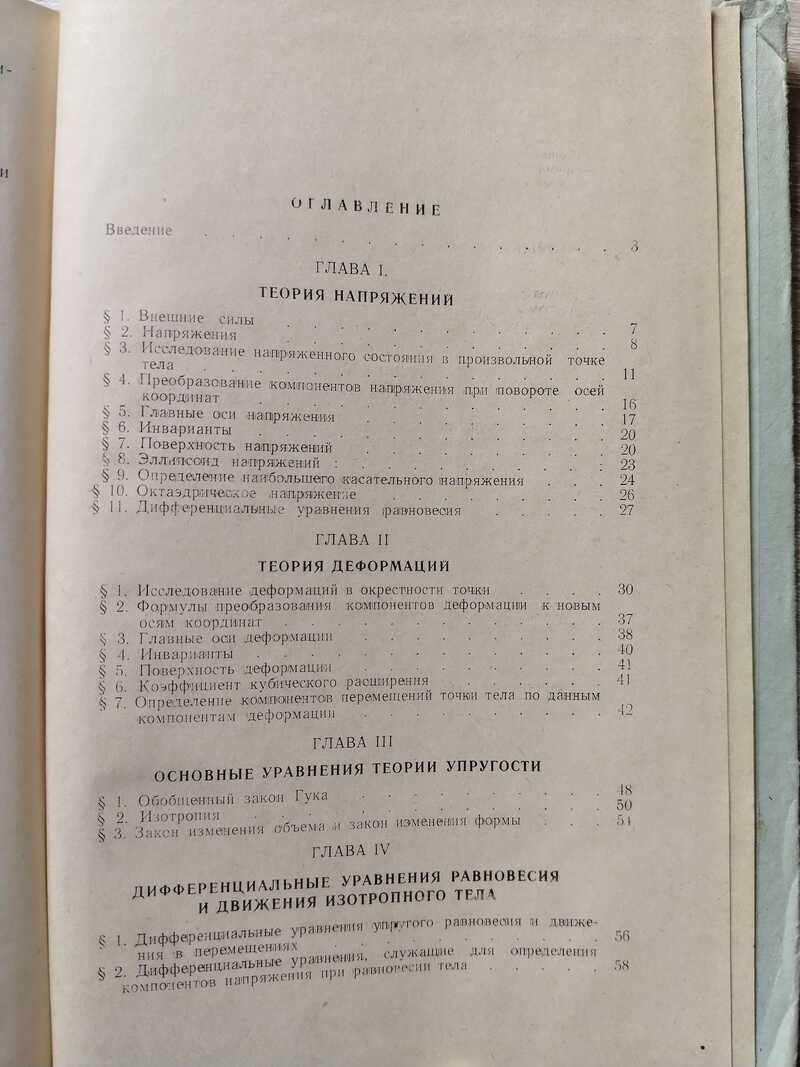 -
и
ОГЛАВЛЕНИЕ
Введение . . . . . . . . . . . . . . . . 3
ГЛАВА I.
ТЕОРИЯ НАПРЯЖЕНИЙ
§ 1. Внешние силы . . . . . . . . . . . . 7
§ 2. Напряжения . . . . . . . . . . . . 8
§ 3. Исследование напряженного состояния в произвольной точке
тела . . . . . . . . . . . . . . 11
§ 4. Преобразование компонентов напряжения при повороте осей
координат . . . . . . . . . . . . . 16
§ 5. Главные оси напряжения . . . . . . . . . . 17
§ 6. Инварианты . . . . . . . . . . . . . 20
§ 7. Поверхность напряжений . . . . . . . . . . 20
§ 8. Эллипсоид напряжений : . . . . . . . . . : 23
§ 9. Определение наибольшего касательного напряжения . . . 24
§ 10. Октаэдрическое напряжение . . . . . . . . 26
§ 11. Дифференциальные уравнения равновесия . . . . . 27
ГЛАВА II
ТЕОРИЯ ДЕФОРМАЦИЙ
§ 1. Исследование деформаций в окрестности точки . . . . 30
§ 2. Формулы преобразования компонентов деформации к новым
осям координат . . . . . . . . . . . . 37
§ 3. Главные оси деформации . . . . . . . . . 38
§ 4. Инварианты . . . . . . . . . . . . . 40
§ 5. Поверхность деформации . . . . . . . . . 41
§ 6. Коэффициент кубического расширения . . . . . . 41
§ 7. Определение компонентов перемещений точки тела по данным
компонентам деформации . . . . . . . . . 42
ГЛАВА III
ОСНОВНЫЕ УРАВНЕНИЯ ТЕОРИИ УПРУГОСТИ
§ 1. Обобщенный закон Гука . . . . . . . . . 48
§ 2. Изотропия . . . . . . . . . . . . . 50
§ 3. Закон изменения объема и закон изменения формы . . . 54
ГЛАВА IV
ДИФФЕРЕНЦИАЛЬНЫЕ УРАВНЕНИЯ РАВНОВЕСИЯ
И ДВИЖЕНИЯ ИЗОТРОПНОГО ТЕЛА
§ 1. Дифференциальные уравнения упругого равновесия и движе-
ния в перемещениях . . . . . . . . . . . 56
§ 2. Дифференциальные уравнения, служащие для определения
компонентов напряжения при равновесии тела . . . . . 58